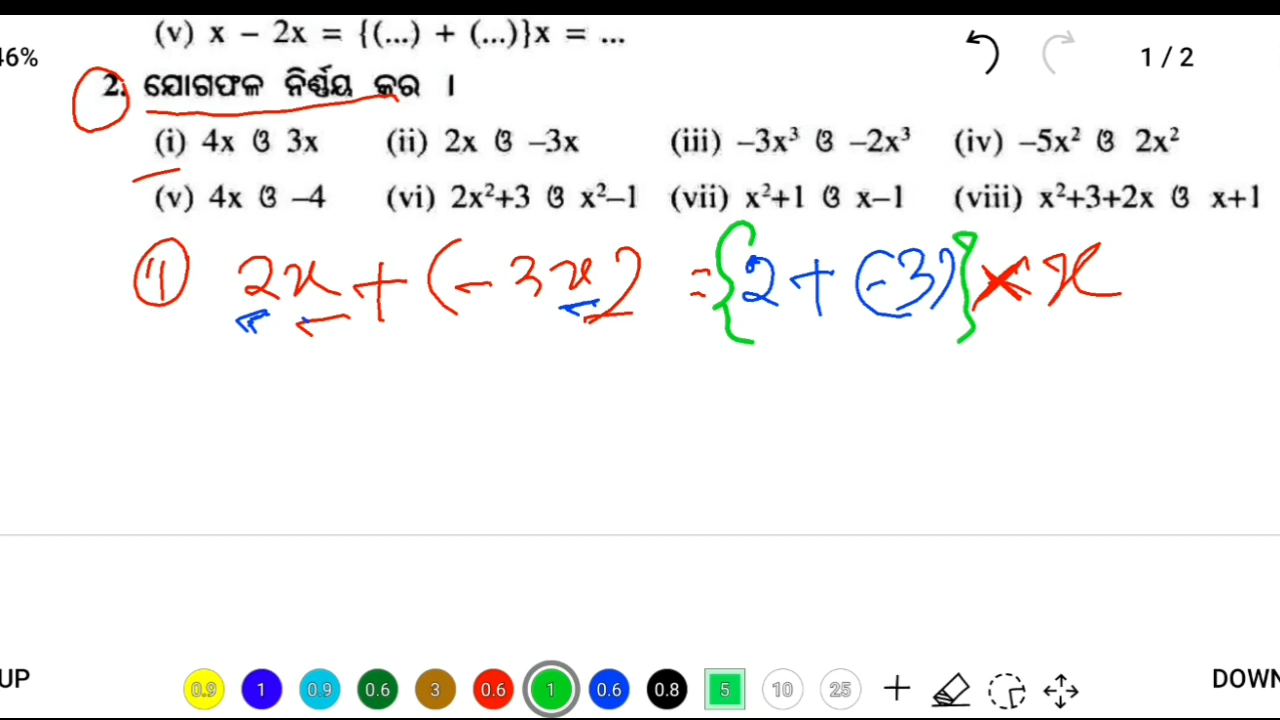 (v) x – 2x = {(...) + (...)}x = ...
46%
1 / 2
2. ଯୋଗଫଳ ନିର୍ଣ୍ଣୟ କର ।
(i) 4x ଓ 3x (ii) 2x ଓ –3x (iii) –3x³ ଓ –2x³ (iv) –5x² ଓ 2x²
(v) 4x ଓ –4 (vi) 2x²+3 ଓ x²–1 (vii) x²+1 ଓ x–1 (viii) x²+3+2x ଓ x+1
2x + (–3x) = {2 + (–3)} × x
UP
0.9 1 0.9 0.6 3 0.6 1 0.6 0.8 5 10 25
DOWN